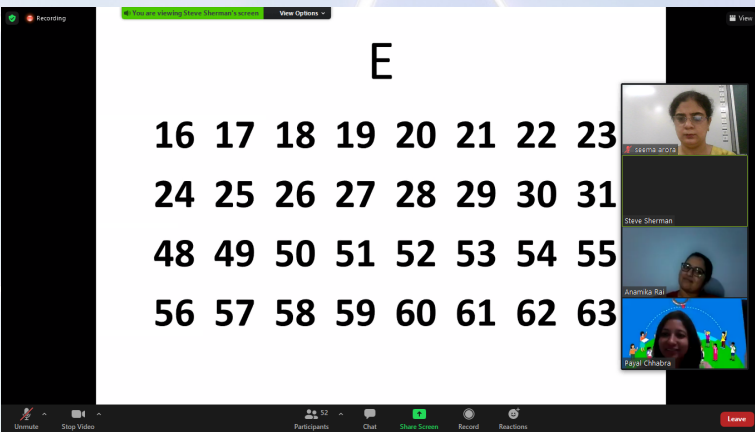 Recording
You are viewing Steve Sherman's screen View Options
View
E
16 17 18 19 20 21 22 23
24 25 26 27 28 29 30 31
48 49 50 51 52 53 54 55
56 57 58 59 60 61 62 63
seema arora
Steve Sherman
Anamika Rai
Payal Chhabra
Unmute
Stop Video
52
Participants
Chat
Share Screen
Record
Reactions
Leave